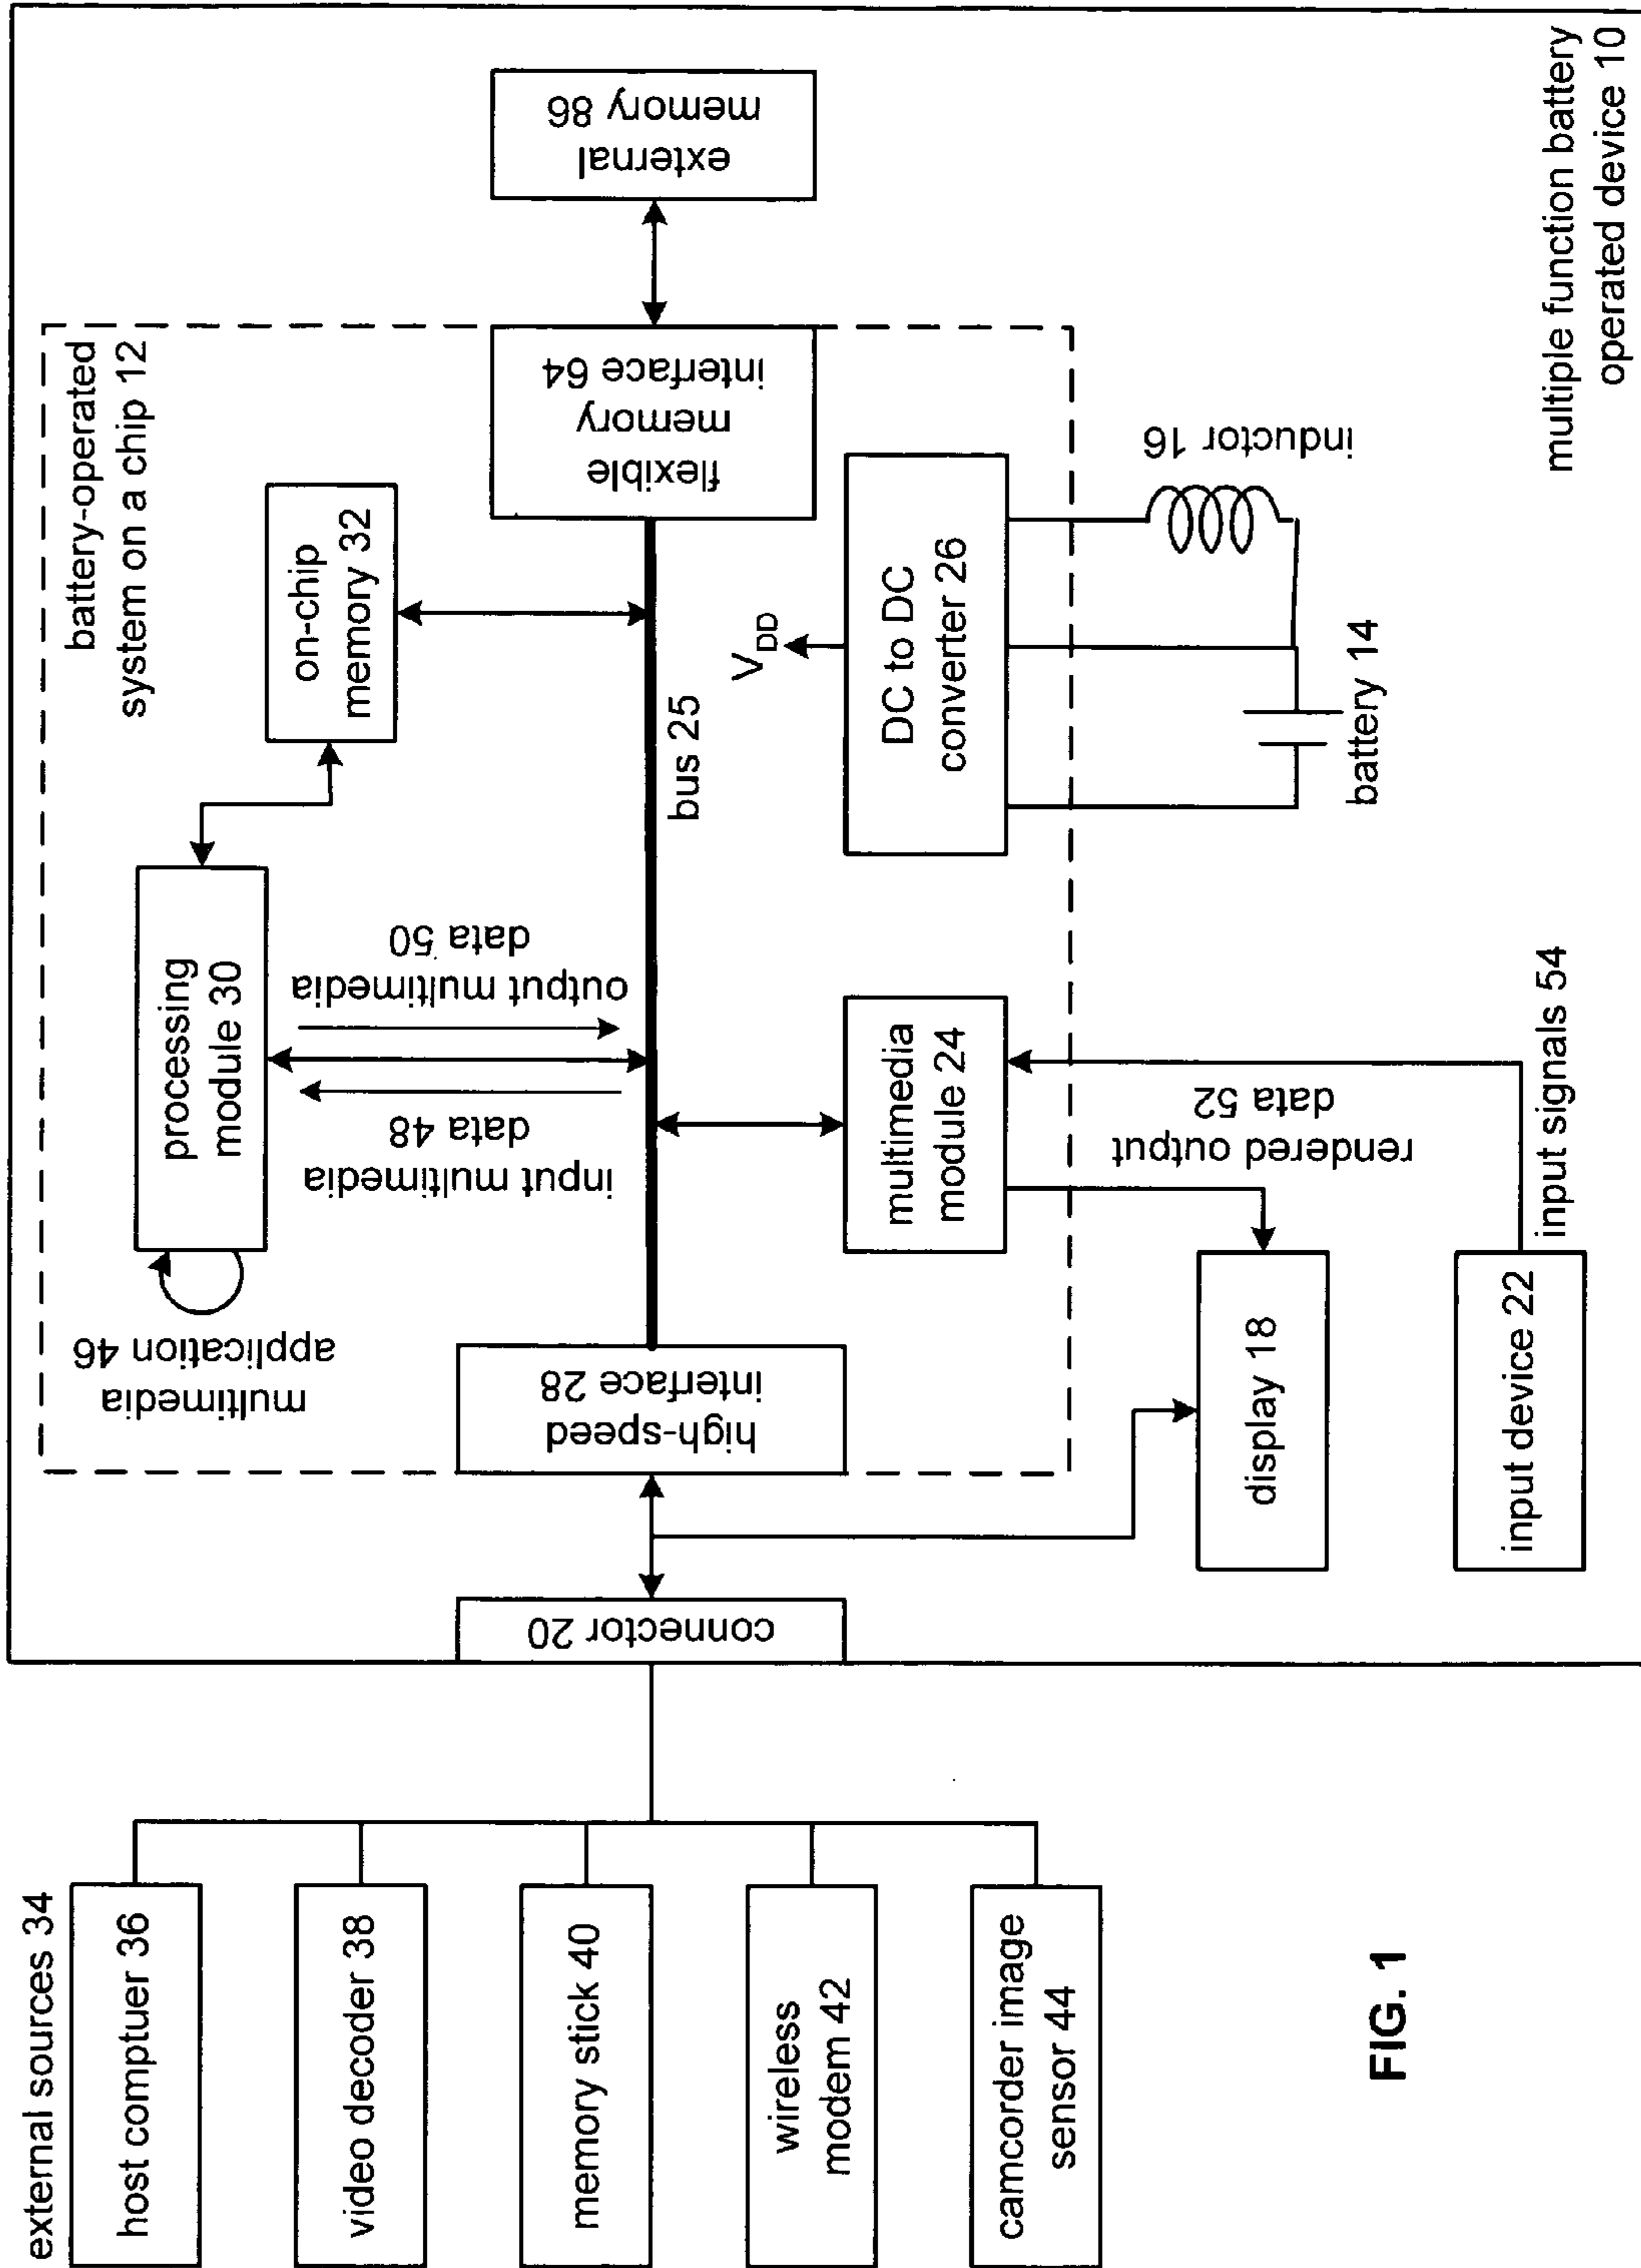 external sources 34
host comptuer 36
video decoder 38
memory stick 40
wireless
modem 42
camcorder image
sensor 44
FIG. 1
connector 20
battery-operated
system on a chip 12
high-speed
interface 28
multimedia
application 46
processing
module 30
input multimedia
data 48
output multimedia
data 50
on-chip
memory 32
bus 25
flexible
memory
interface 64
external
memory 86
multimedia
module 24
V
DD
DC to DC
converter 26
inductor 16
battery 14
rendered output
data 52
display 18
input device 22
input signals 54
multiple function battery
operated device 10